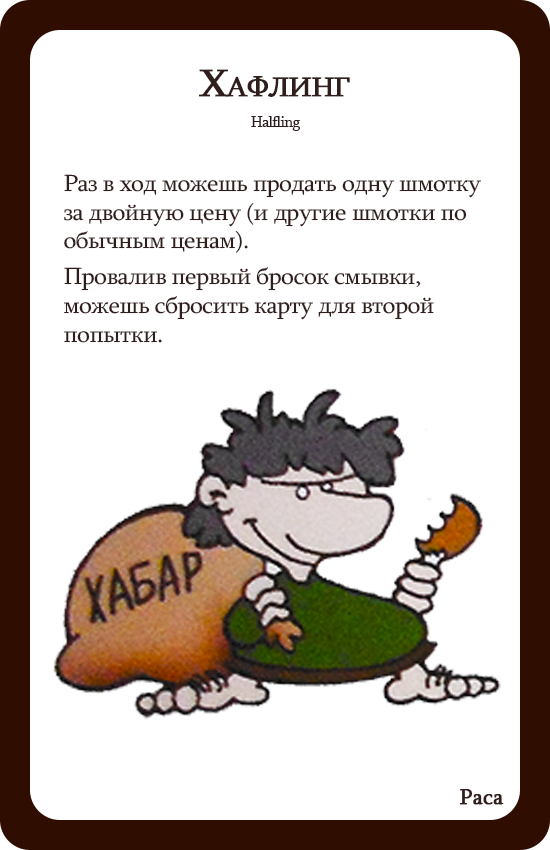 Хафлинг
Halfling
Раз в ход можешь продать одну шмотку
за двойную цену (и другие шмотки по
обычным ценам).
Провалив первый бросок смывки,
можешь сбросить карту для второй
попытки.
ХАБАР
Раса